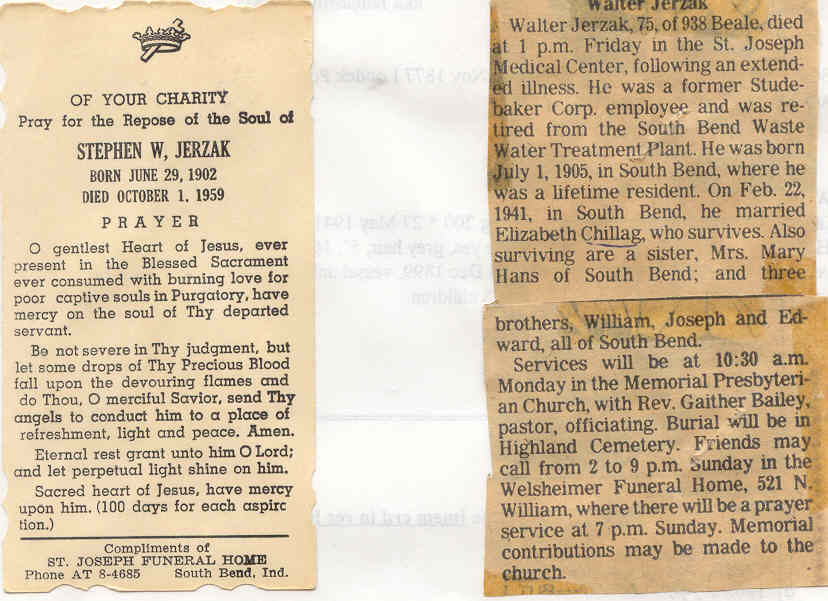 OF YOUR CHARITY
Pray for the Repose of the Soul of
STEPHEN W, JERZAK
BORN JUNE 29, 1902
DIED OCTOBER 1, 1959
PRAYER
O gentlest Heart of Jesus, ever
present in the Blessed Sacrament
ever consumed with burning love for
poor captive souls in Purgatory, have
mercy on the soul of Thy departed
servant.
Be not severe in Thy judgment, but
let some drops of Thy Precious Blood
fall upon the devouring flames and
do Thou, O merciful Savior, send Thy
angels to conduct him to a place of
refreshment, light and peace. Amen.
Eternal rest grant unto him O Lord;
and let perpetual light shine on him.
Sacred heart of Jesus, have mercy
upon him. (100 days for each aspirc
tion.)
Compliments of
ST. JOSEPH FUNERAL HOME
Phone AT 8-4685 South Bend, Ind.
Walter Jerzak
Walter Jerzak, 75, of 938 Beale, died
at 1 p.m. Friday in the St. Joseph
Medical Center, following an extend-
ed illness. He was a former Stude-
baker Corp. employee and was re-
tired from the South Bend Waste
Water Treatment Plant. He was born
July 1, 1905, in South Bend, where he
was a lifetime resident. On Feb. 22,
1941, in South Bend, he married
Elizabeth Chillag, who survives. Also
surviving are a sister, Mrs. Mary
Hans of South Bend; and three
brothers, William, Joseph and Ed-
ward, all of South Bend.
Services will be at 10:30 a.m.
Monday in the Memorial Presbyteri-
an Church, with Rev. Gaither Bailey,
pastor, officiating. Burial will be in
Highland Cemetery. Friends may
call from 2 to 9 p.m. Sunday in the
Welsheimer Funeral Home, 521 N.
William, where there will be a prayer
service at 7 p.m. Sunday. Memorial
contributions may be made to the
church.